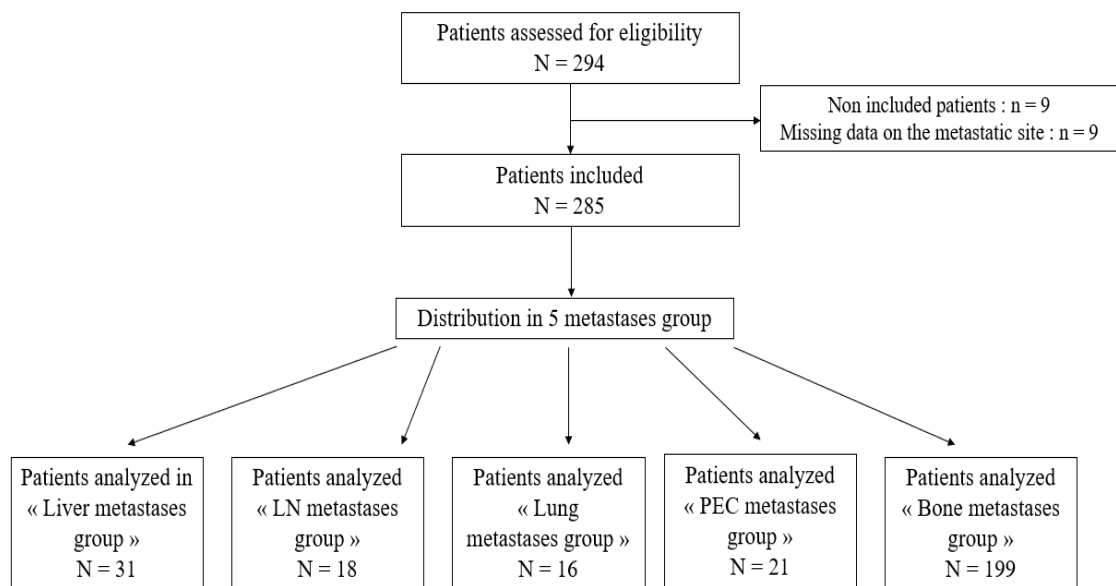 Patients assessed for eligibility
N = 294
Non included patients : n = 9
Missing data on the metastatic site : n = 9
Patients included
N = 285
Distribution in 5 metastases group
Patients analyzed in
« Liver metastases
group »
N = 31
Patients analyzed
« LN metastases
group »
N = 18
Patients analyzed
« Lung
metastases group »
N = 16
Patients analyzed
« PEC metastases
group »
N = 21
Patients analyzed
« Bone metastases
group »
N = 199